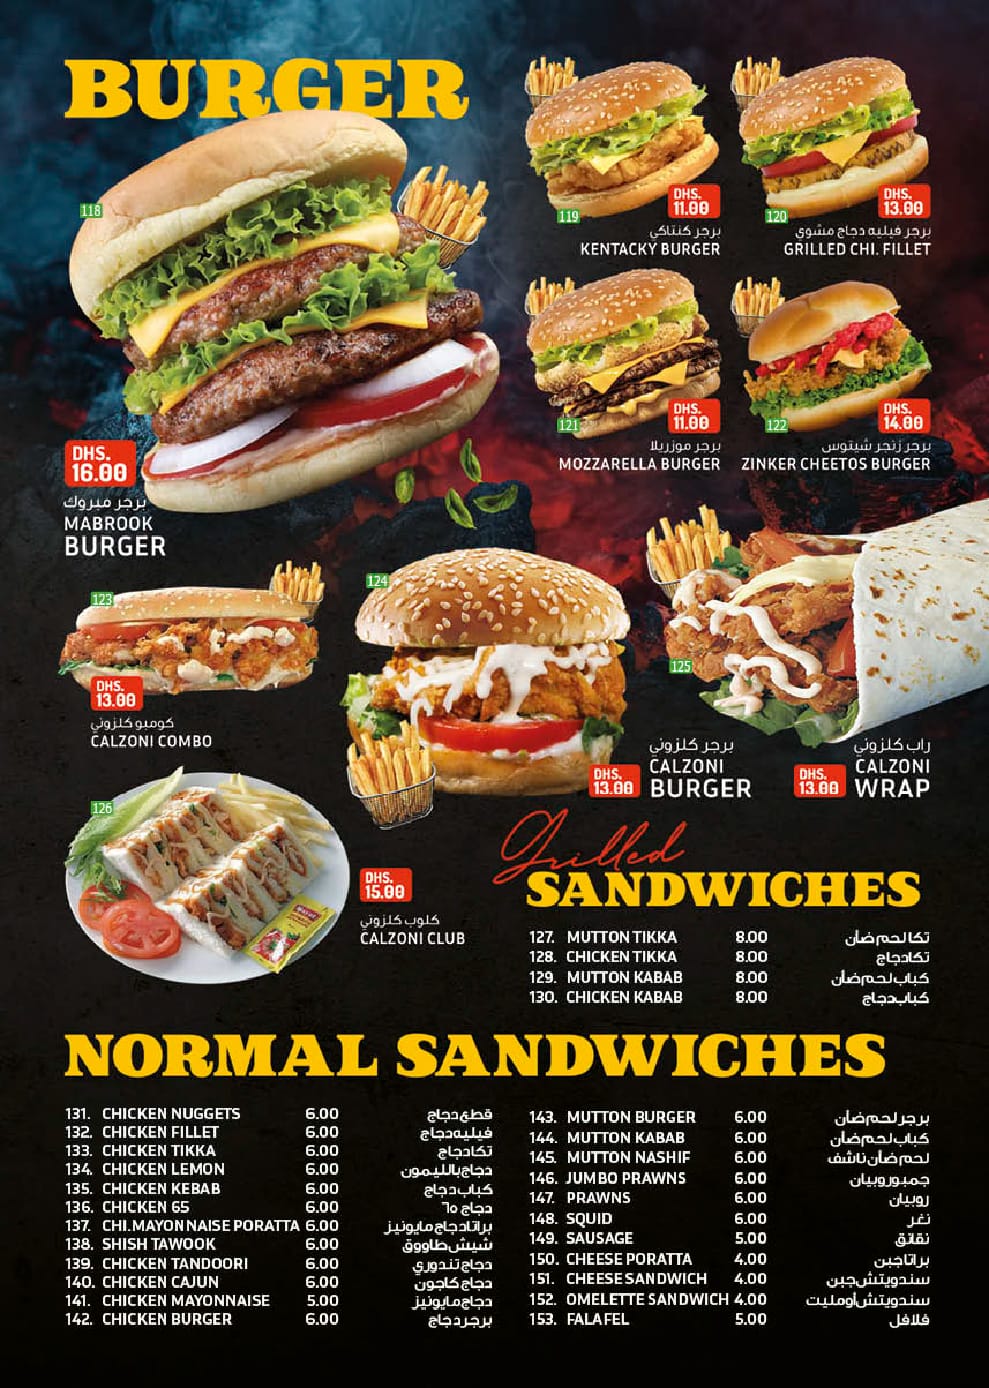 BURGER
118
DHS.
16.00
برجر مبروك
MABROOK
BURGER
119
DHS.
11.00
برجر كنتاكي
KENTACKY BURGER
120
DHS.
13.00
برجر فيليه دجاج مشوي
GRILLED CHI. FILLET
121
DHS.
11.00
برجر موزريلا
MOZZARELLA BURGER
122
DHS.
14.00
برجر زنجر شيتوس
ZINKER CHEETOS BURGER
123
DHS.
13.00
كومبو كلزوني
CALZONI COMBO
124
برجر كلزوني
CALZONI
DHS.
13.00
BURGER
125
راب كلزوني
CALZONI
DHS.
13.00
WRAP
126
DHS.
15.00
كلوب كلزوني
CALZONI CLUB
Grilled
SANDWICHES
127. MUTTON TIKKA 8.00 تكا لحم ضأن
128. CHICKEN TIKKA 8.00 تكا دجاج
129. MUTTON KABAB 8.00 كباب لحم ضأن
130. CHICKEN KABAB 8.00 كباب دجاج
NORMAL SANDWICHES
131. CHICKEN NUGGETS 6.00 قطع دجاج
132. CHICKEN FILLET 6.00 فيليه دجاج
133. CHICKEN TIKKA 6.00 تكا دجاج
134. CHICKEN LEMON 6.00 دجاج بالليمون
135. CHICKEN KEBAB 6.00 كباب دجاج
136. CHICKEN 65 6.00 دجاج ٦٥
137. CHI.MAYONNAISE PORATTA 6.00 براتا دجاج مايونيز
138. SHISH TAWOOK 6.00 شيش طاووق
139. CHICKEN TANDOORI 6.00 دجاج تندوري
140. CHICKEN CAJUN 6.00 دجاج كاجون
141. CHICKEN MAYONNAISE 5.00 دجاج مايونيز
142. CHICKEN BURGER 6.00 برجر دجاج
143. MUTTON BURGER 6.00 برجر لحم ضأن
144. MUTTON KABAB 6.00 كباب لحم ضأن
145. MUTTON NASHIF 6.00 لحم ضأن ناشف
146. JUMBO PRAWNS 6.00 جمبو روبيان
147. PRAWNS 6.00 روبيان
148. SQUID 6.00 نغر
149. SAUSAGE 5.00 نقانق
150. CHEESE PORATTA 4.00 براتا جبن
151. CHEESE SANDWICH 4.00 سندويتش جبن
152. OMELETTE SANDWICH 4.00 سندويتش أومليت
153. FALAFEL 5.00 فلافل